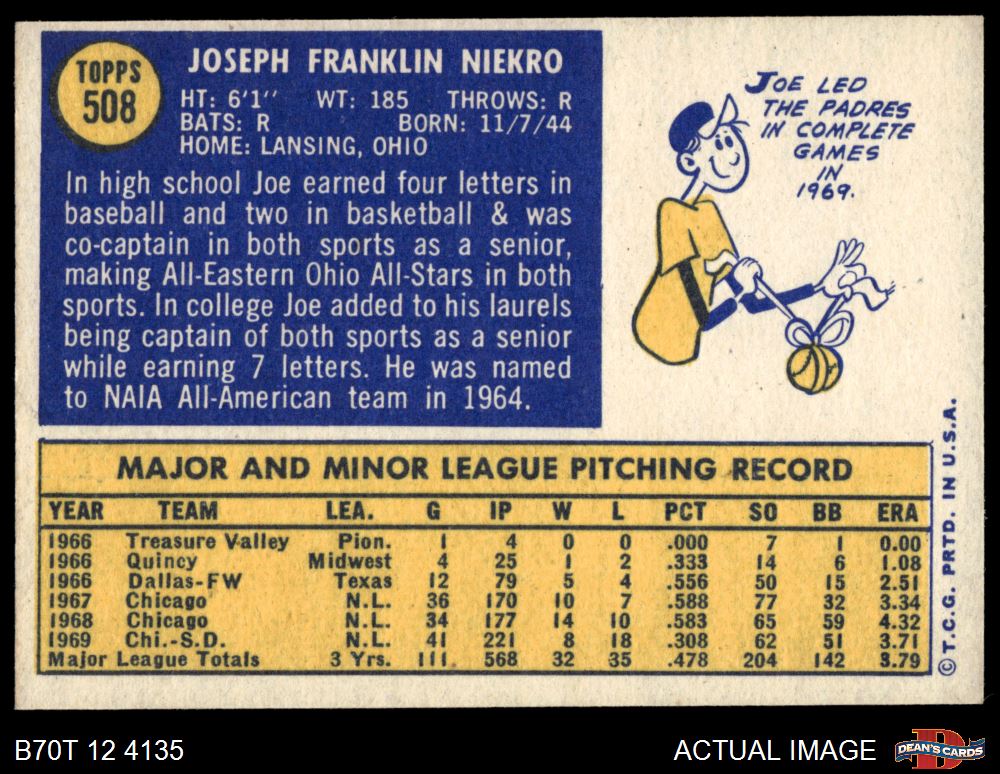 TOPPS
508
JOSEPH FRANKLIN NIEKRO
HT: 6'1" WT: 185 THROWS: R
BATS: R BORN: 11/7/44
HOME: LANSING, OHIO
In high school Joe earned four letters in
baseball and two in basketball & was
co-captain in both sports as a senior,
making All-Eastern Ohio All-Stars in both
sports. In college Joe added to his laurels
being captain of both sports as a senior
while earning 7 letters. He was named
to NAIA All-American team in 1964.
JOE LED
THE PADRES
IN COMPLETE
GAMES
IN
1969.
MAJOR AND MINOR LEAGUE PITCHING RECORD
YEAR TEAM LEA. G IP W L PCT SO BB ERA
1966 Treasure Valley Pion. 1 4 0 0 .000 7 1 0.00
1966 Quincy Midwest 4 25 1 2 .333 14 6 1.08
1966 Dallas-FW Texas 12 79 5 4 .556 50 15 2.51
1967 Chicago N.L. 36 170 10 7 .588 77 32 3.34
1968 Chicago N.L. 34 177 14 10 .583 65 59 4.32
1969 Chi.-S.D. N.L. 41 221 8 18 .308 62 51 3.71
Major League Totals 3 Yrs. 111 568 32 35 .478 204 142 3.79
© T.C.G. PRTD. IN U.S.A.
B70T 12 4135
ACTUAL IMAGE
DEAN'S CARDS